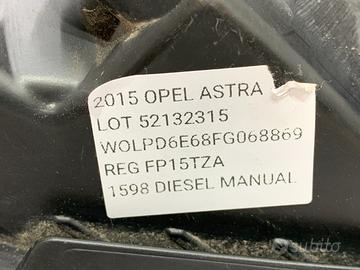 2015 OPEL ASTRA
LOT 52132315
WOLPD6E68FG068869
REG FP15TZA
1598 DIESEL MANUAL
subito